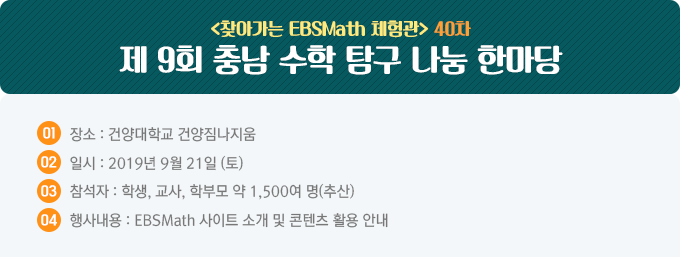 <찾아가는 EBSMath 체험관> 40차
제 9회 충남 수학 탐구 나눔 한마당
01 장소 : 건양대학교 건양짐나지움
02 일시 : 2019년 9월 21일 (토)
03 참석자 : 학생, 교사, 학부모 약 1,500여 명(추산)
04 행사내용 : EBSMath 사이트 소개 및 콘텐츠 활용 안내